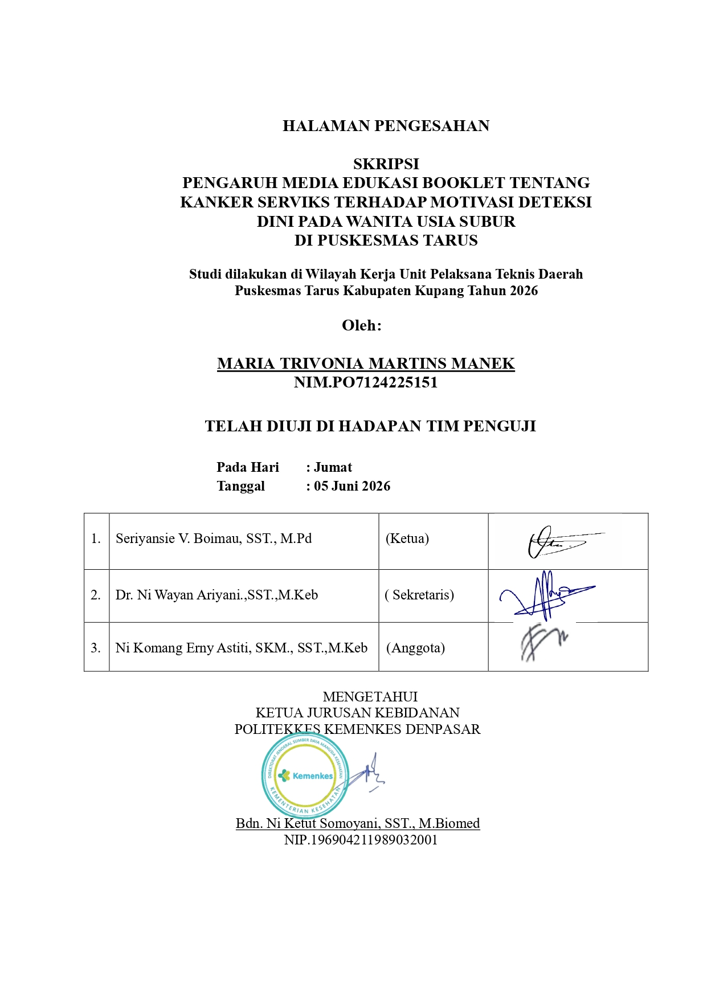 HALAMAN PENGESAHAN
SKRIPSI
PENGARUH MEDIA EDUKASI BOOKLET TENTANG
KANKER SERVIKS TERHADAP MOTIVASI DETEKSI
DINI PADA WANITA USIA SUBUR
DI PUSKESMAS TARUS
Studi dilakukan di Wilayah Kerja Unit Pelaksana Teknis Daerah
Puskesmas Tarus Kabupaten Kupang Tahun 2026
Oleh:
MARIA TRIVONIA MARTINS MANEK
NIM.PO7124225151
TELAH DIUJI DI HADAPAN TIM PENGUJI
Pada Hari : Jumat
Tanggal : 05 Juni 2026
1. Seriyansie V. Boimau, SST., M.Pd (Ketua)
2. Dr. Ni Wayan Ariyani.,SST.,M.Keb ( Sekretaris)
3. Ni Komang Erny Astiti, SKM., SST.,M.Keb (Anggota)
MENGETAHUI
KETUA JURUSAN KEBIDANAN
POLITEKKES KEMENKES DENPASAR
DIREKTORAT JENDERAL SUMBER DAYA MANUSIA KESEHATAN
Kemenkes
KEMENTERIAN KESEHATAN
Bdn. Ni Ketut Somoyani, SST., M.Biomed
NIP.196904211989032001